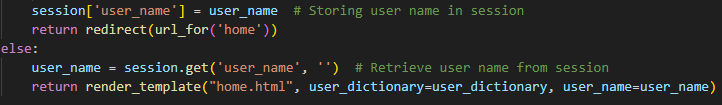 session['user_name'] = user_name  # Storing user name in session
return redirect(url_for('home'))
else:
user_name = session.get('user_name', '')  # Retrieve user name from session
return render_template("home.html", user_dictionary=user_dictionary, user_name=user_name)